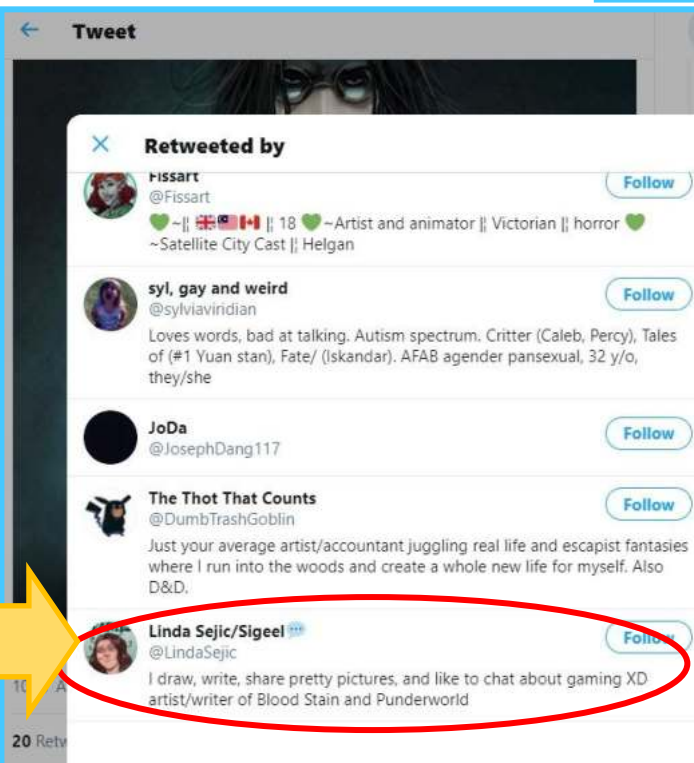 Tweet
Retweeted by
Fissart
Follow
@Fissart
💚~|| 🇬🇧🇲🇾🇨🇦 || 18 💚~Artist and animator || Victorian || horror 💚
~Satellite City Cast || Helgan
syl, gay and weird
Follow
@sylviaviridian
Loves words, bad at talking. Autism spectrum. Critter (Caleb, Percy), Tales
of (#1 Yuan stan), Fate/ (Iskandar). AFAB agender pansexual, 32 y/o,
they/she
JoDa
Follow
@JosephDang117
The Thot That Counts
Follow
@DumbTrashGoblin
Just your average artist/accountant juggling real life and escapist fantasies
where I run into the woods and create a whole new life for myself. Also
D&D.
Linda Sejic/Sigeel💬
Follow
@LindaSejic
I draw, write, share pretty pictures, and like to chat about gaming XD
artist/writer of Blood Stain and Punderworld
20